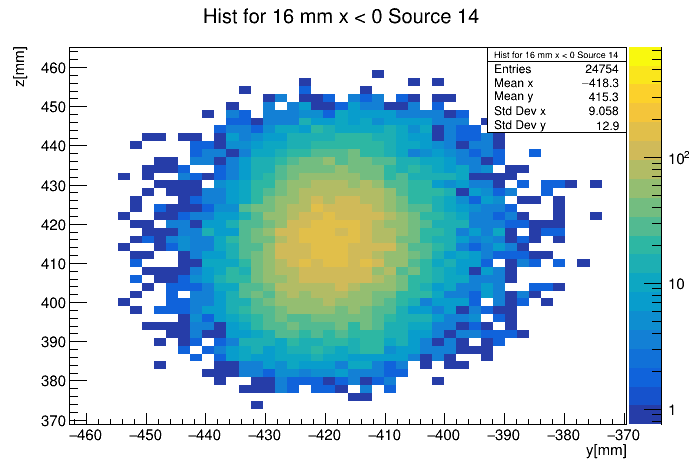 Hist for 16 mm x < 0 Source 14
z[mm]
Hist for 16 mm x < 0 Source 14
Entries 24754
Mean x −418.3
Mean y 415.3
Std Dev x 9.058
Std Dev y 12.9
460
450
440
430
420
410
400
390
380
370
10²
10
1
−460 −450 −440 −430 −420 −410 −400 −390 −380 −370
y[mm]